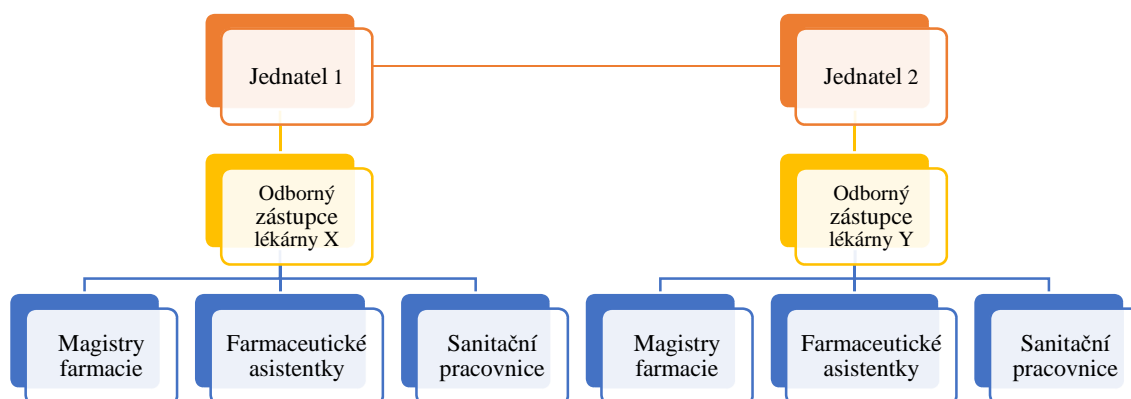 Jednatel 1
Jednatel 2
Odborný
zástupce
lékárny X
Odborný
zástupce
lékárny Y
Magistry
farmacie
Farmaceutické
asistentky
Sanitační
pracovnice
Magistry
farmacie
Farmaceutické
asistentky
Sanitační
pracovnice